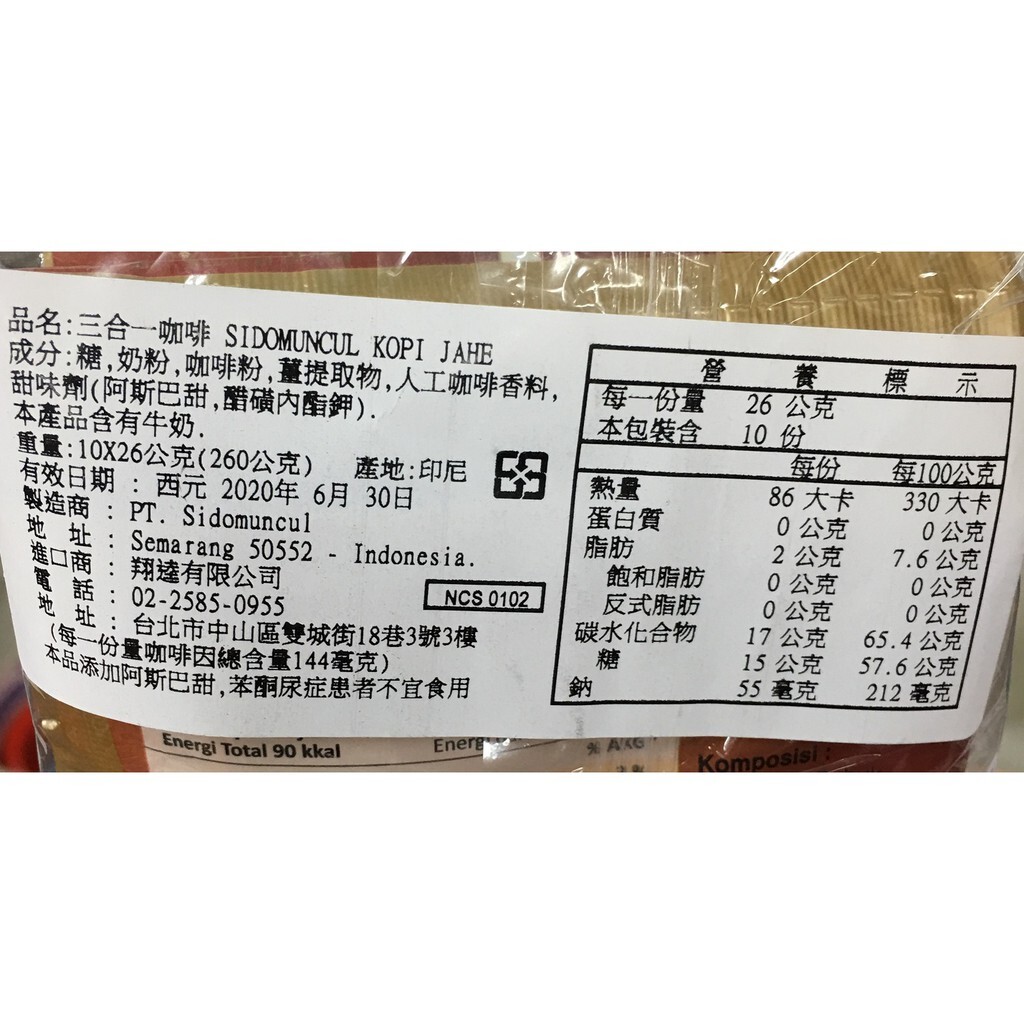 品名:三合一咖啡 SIDOMUNCUL KOPI JAHE
成分:糖,奶粉,咖啡粉,薑提取物,人工咖啡香料,
甜味劑(阿斯巴甜,醋磺內酯鉀).
本產品含有牛奶.
重量:10X26公克(260公克) 產地:印尼
有效日期 : 西元 2020年 6月 30日
製造商 : PT. Sidomuncul
地 址 : Semarang 50552 - Indonesia.
進口商 : 翔達有限公司
電 話 : 02-2585-0955
NCS 0102
地 址 : 台北市中山區雙城街18巷3號3樓
(每一份量咖啡因總含量144毫克)
本品添加阿斯巴甜,苯酮尿症患者不宜食用
營 養 標 示
每一份量 26 公克
本包裝含 10 份
每份 每100公克
熱量 86 大卡 330 大卡
蛋白質 0 公克 0 公克
脂肪 2 公克 7.6 公克
飽和脂肪 0 公克 0 公克
反式脂肪 0 公克 0 公克
碳水化合物 17 公克 65.4 公克
糖 15 公克 57.6 公克
鈉 55 毫克 212 毫克
Energi Total 90 kkal
% AKG
Komposisi :